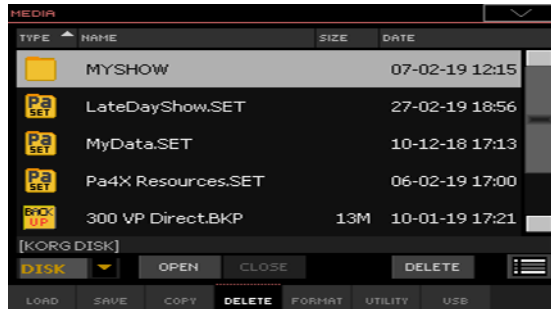 MEDIA
TYPE NAME SIZE DATE
MYSHOW 07-02-19 12:15
Pa SET LateDayShow.SET 27-02-19 18:56
Pa SET MyData.SET 10-12-18 17:13
Pa SET Pa4X Resources.SET 06-02-19 17:00
BACK UP 300 VP Direct.BKP 13M 10-01-19 17:21
[KORG DISK]
DISK OPEN CLOSE DELETE
LOAD SAVE COPY DELETE FORMAT UTILITY USB